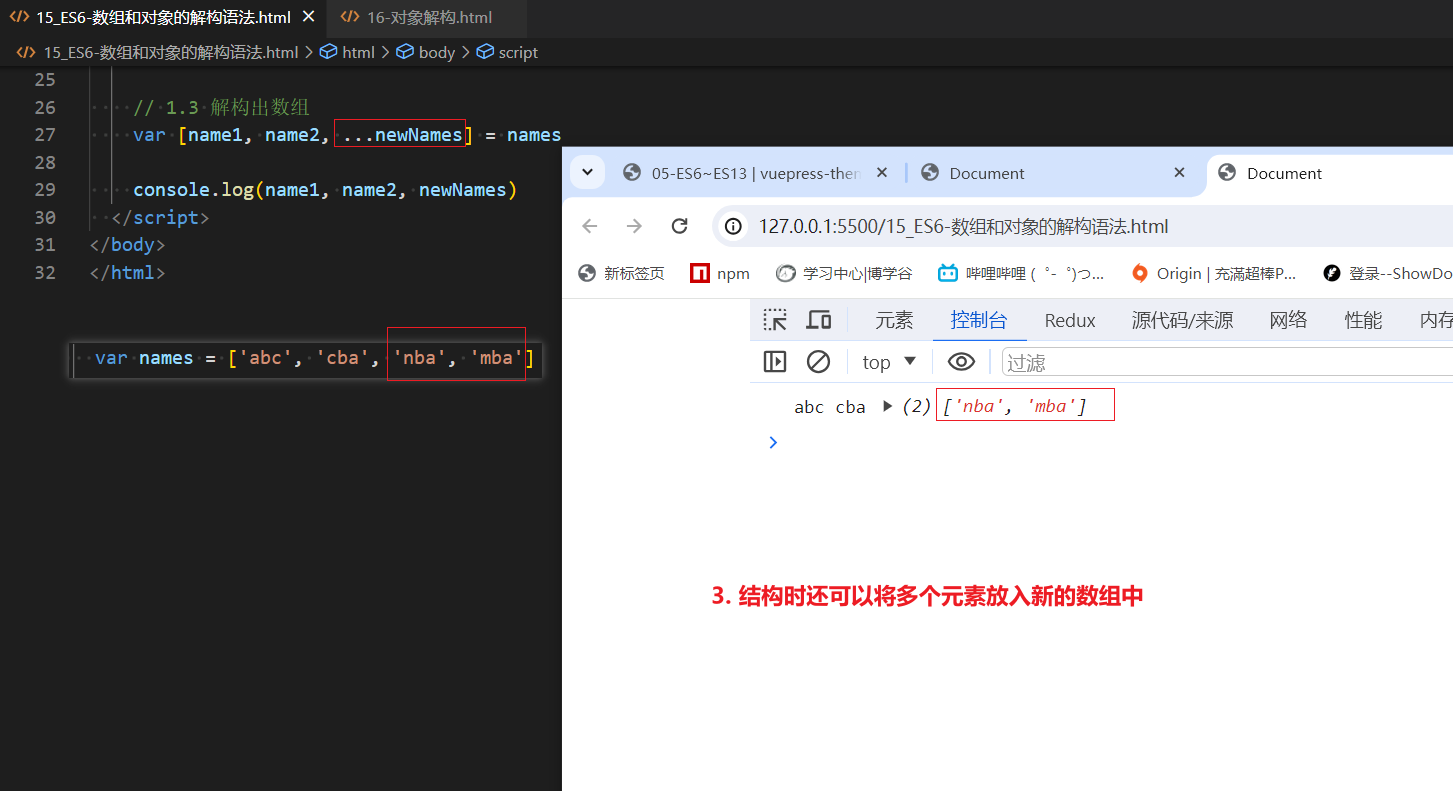 15_ES6-数组和对象的解构语法.html
16-对象解构.html
15_ES6-数组和对象的解构语法.html > html > body > script
25
26 // 1.3 解构出数组
27 var [name1, name2, ...newNames] = names
28
29 console.log(name1, name2, newNames)
30 </script>
31 </body>
32 </html>
var names = ['abc', 'cba', 'nba', 'mba']
05-ES6~ES13 | vuepress-then
Document
Document
127.0.0.1:5500/15_ES6-数组和对象的解构语法.html
新标签页 npm 学习中心|博学谷 哔哩哔哩 ( ゜- ゜)つ... Origin | 充滿超棒P... 登录--ShowDo
元素 控制台 Redux 源代码/来源 网络 性能 内存
top 过滤
abc cba (2) ['nba', 'mba']
3. 结构时还可以将多个元素放入新的数组中